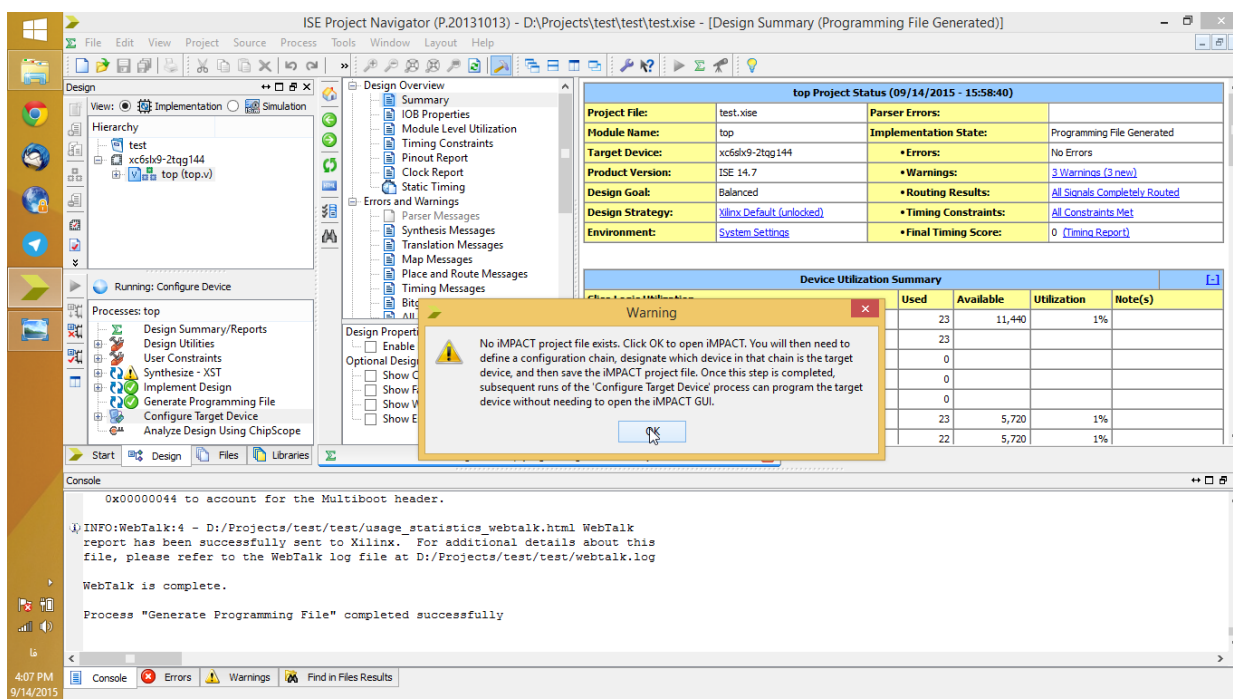 ISE Project Navigator (P.20131013) - D:\Projects\test\test\test.xise - [Design Summary (Programming File Generated)]
File Edit View Project Source Process Tools Window Layout Help
Design
View: Implementation Simulation
Hierarchy
test
xc6slx9-2tqg144
top (top.v)
Running: Configure Device
Processes: top
Design Summary/Reports
Design Utilities
User Constraints
Synthesize - XST
Implement Design
Generate Programming File
Configure Target Device
Analyze Design Using ChipScope
Start Design Files Libraries
Design Overview
Summary
IOB Properties
Module Level Utilization
Timing Constraints
Pinout Report
Clock Report
Static Timing
Errors and Warnings
Parser Messages
Synthesis Messages
Translation Messages
Map Messages
Place and Route Messages
Timing Messages
Design Properti
Enable
Optional Design
Show
Show
Show
Show
top Project Status (09/14/2015 - 15:58:40)
Project File: test.xise Parser Errors:
Module Name: top Implementation State: Programming File Generated
Target Device: xc6slx9-2tqg144 •Errors: No Errors
Product Version: ISE 14.7 •Warnings: 3 Warnings (3 new)
Design Goal: Balanced •Routing Results: All Signals Completely Routed
Design Strategy: Xilinx Default (unlocked) •Timing Constraints: All Constraints Met
Environment: System Settings •Final Timing Score: 0 (Timing Report)
Device Utilization Summary [-]
Used Available Utilization Note(s)
23 11,440 1%
23
0
0
0
23 5,720 1%
22 5,720 1%
Warning
No iMPACT project file exists. Click OK to open iMPACT. You will then need to
define a configuration chain, designate which device in that chain is the target
device, and then save the iMPACT project file. Once this step is completed,
subsequent runs of the 'Configure Target Device' process can program the target
device without needing to open the iMPACT GUI.
OK
Console
0x00000044 to account for the Multiboot header.
INFO:WebTalk:4 - D:/Projects/test/test/usage_statistics_webtalk.html WebTalk
report has been successfully sent to Xilinx. For additional details about this
file, please refer to the WebTalk log file at D:/Projects/test/test/webtalk.log
WebTalk is complete.
Process "Generate Programming File" completed successfully
Console Errors Warnings Find in Files Results
فا
4:07 PM
9/14/2015